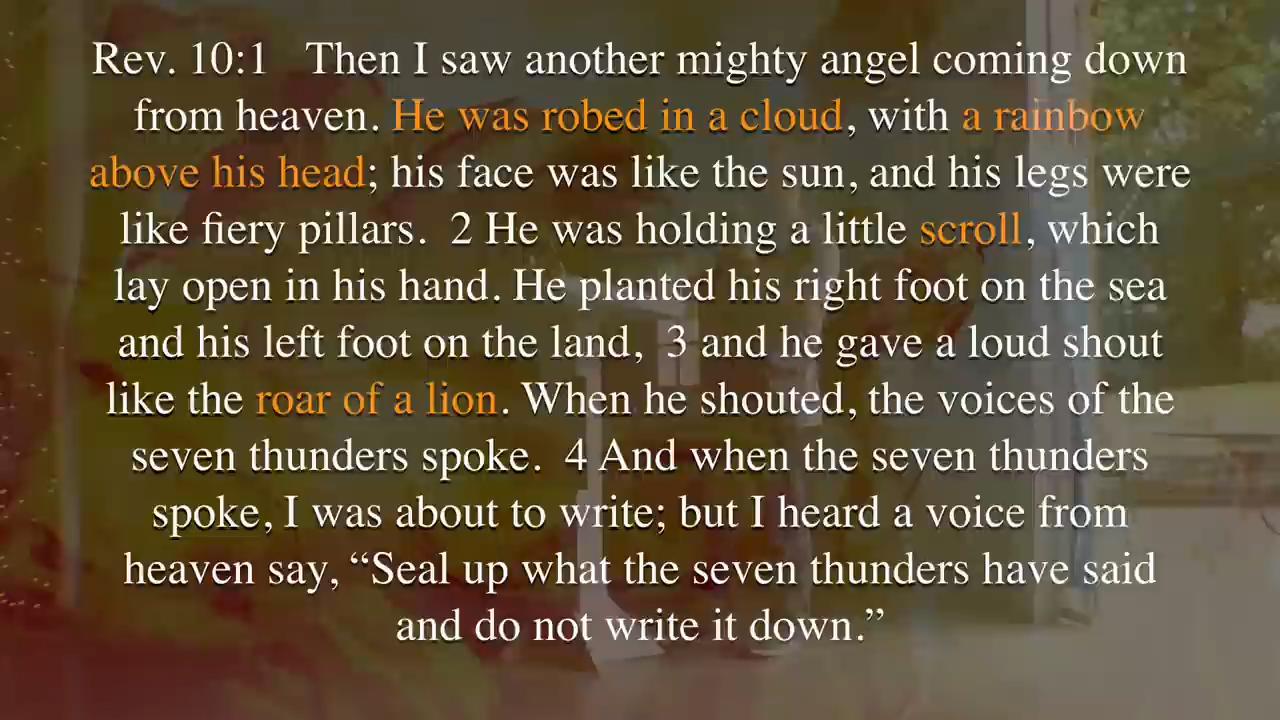 Rev. 10:1   Then I saw another mighty angel coming down
from heaven. He was robed in a cloud, with a rainbow
above his head; his face was like the sun, and his legs were
like fiery pillars.  2 He was holding a little scroll, which
lay open in his hand. He planted his right foot on the sea
and his left foot on the land,  3 and he gave a loud shout
like the roar of a lion. When he shouted, the voices of the
seven thunders spoke.  4 And when the seven thunders
spoke, I was about to write; but I heard a voice from
heaven say, “Seal up what the seven thunders have said
and do not write it down.”